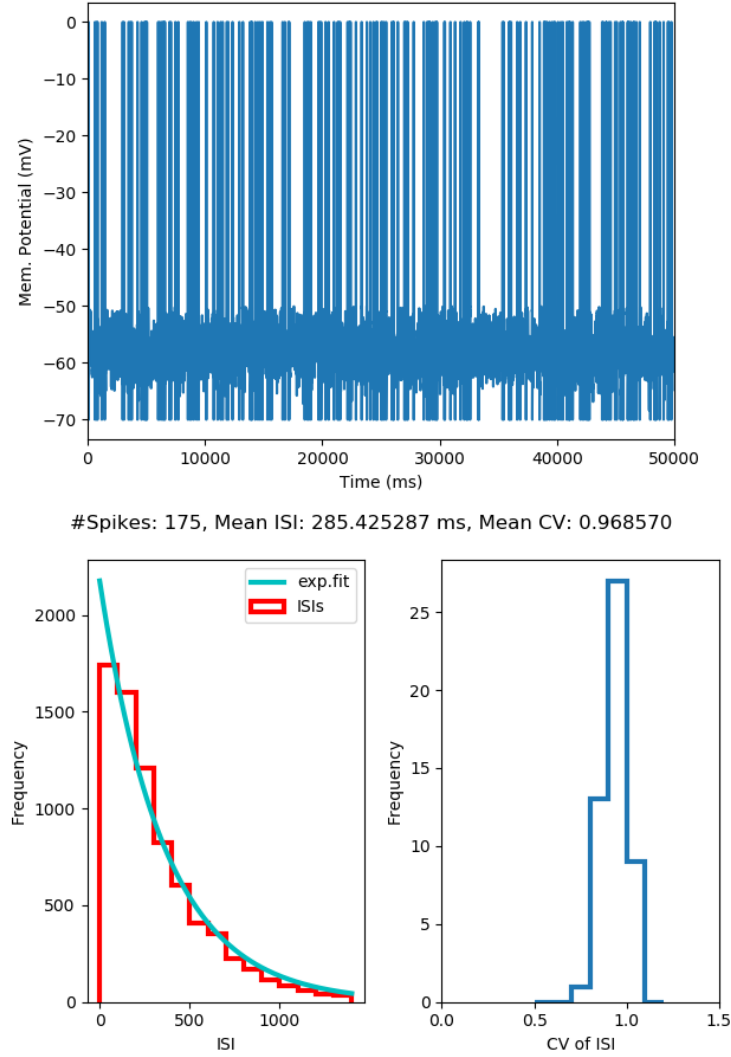 0
−10
−20
−30
−40
−50
−60
−70
Mem. Potential (mV)
0 10000 20000 30000 40000 50000
Time (ms)
#Spikes: 175, Mean ISI: 285.425287 ms, Mean CV: 0.968570
exp.fit
ISIs
2000
1500
1000
500
0
Frequency
0 500 1000
ISI
25
20
15
10
5
0
Frequency
0.0 0.5 1.0 1.5
CV of ISI